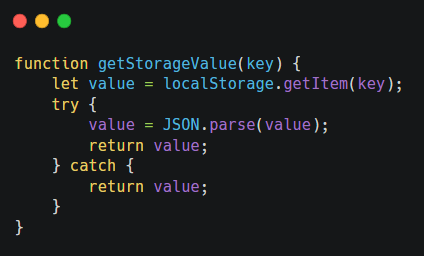 function getStorageValue(key) {
    let value = localStorage.getItem(key);
    try {
        value = JSON.parse(value);
        return value;
    } catch {
        return value;
    }
}